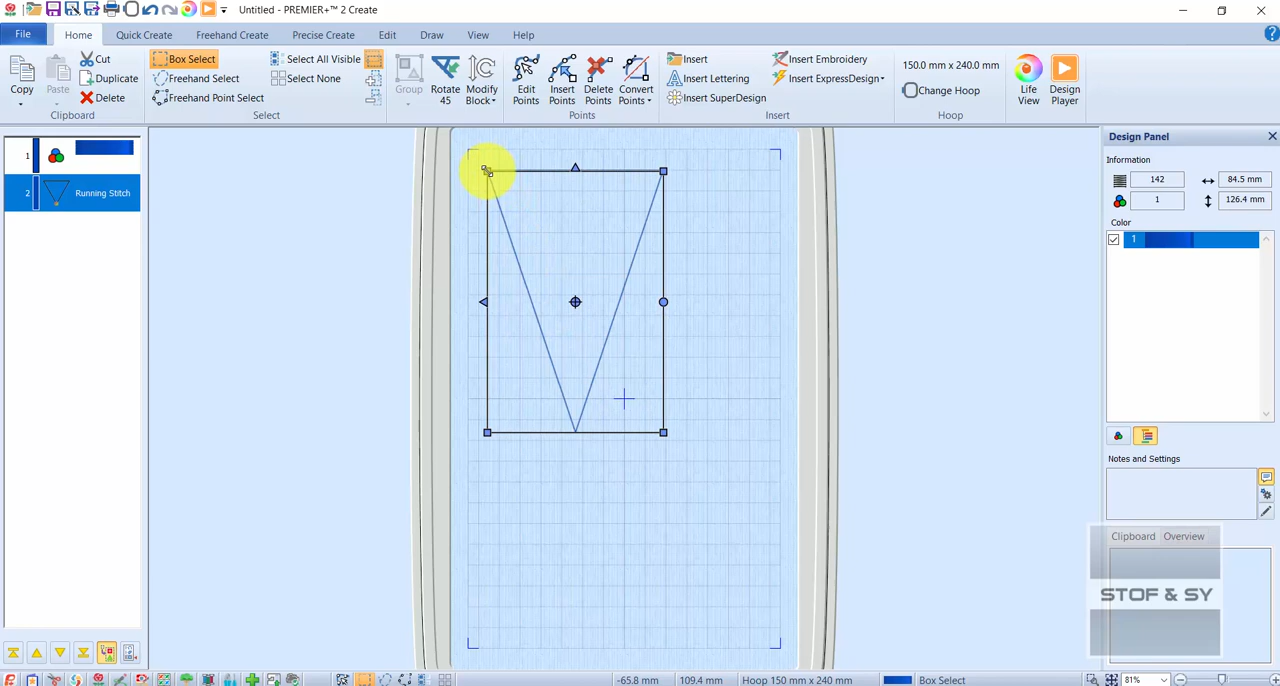 Untitled - PREMIER+™ 2 Create
File Home Quick Create Freehand Create Precise Create Edit Draw View Help
Copy
Paste
Cut
Duplicate
Delete
Clipboard
Box Select
Freehand Select
Freehand Point Select
Select All Visible
Select None
Select
Group
Rotate
45
Modify
Block
Edit
Points
Insert
Points
Delete
Points
Convert
Points
Points
Insert
Insert Lettering
Insert SuperDesign
Insert Embroidery
Insert ExpressDesign
Insert
150.0 mm x 240.0 mm
Change Hoop
Hoop
Life
View
Design
Player
1
2 Running Stitch
Design Panel
Information
142 84.5 mm
1 126.4 mm
Color
1
Notes and Settings
Clipboard Overview
STOF & SY
-65.8 mm 109.4 mm Hoop 150 mm x 240 mm Box Select 81%